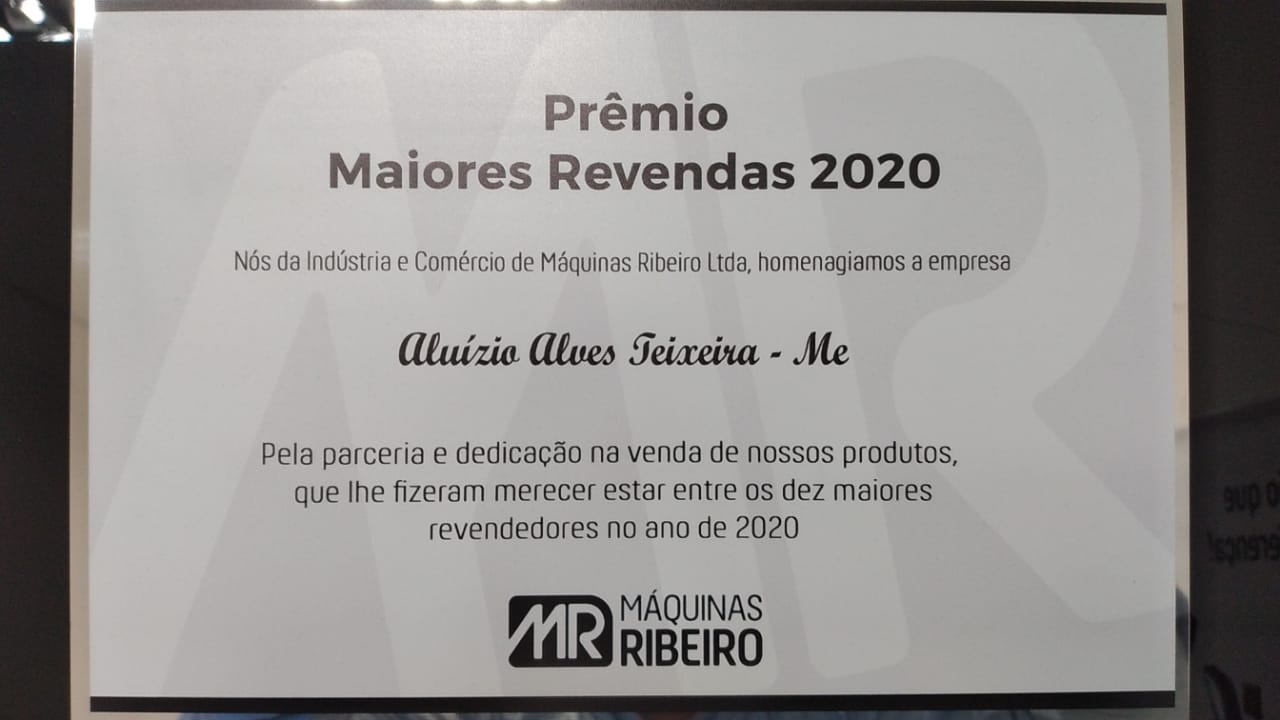 Prêmio
Maiores Revendas 2020
Nós da Indústria e Comércio de Máquinas Ribeiro Ltda, homenagiamos a empresa
Aluízio Alves Teixeira - Me
Pela parceria e dedicação na venda de nossos produtos,
que lhe fizeram merecer estar entre os dez maiores
revendedores no ano de 2020
MR MÁQUINAS
RIBEIRO